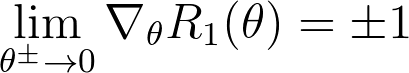 lim_{θ^± → 0} ∇_θ R_1(θ) = ±1